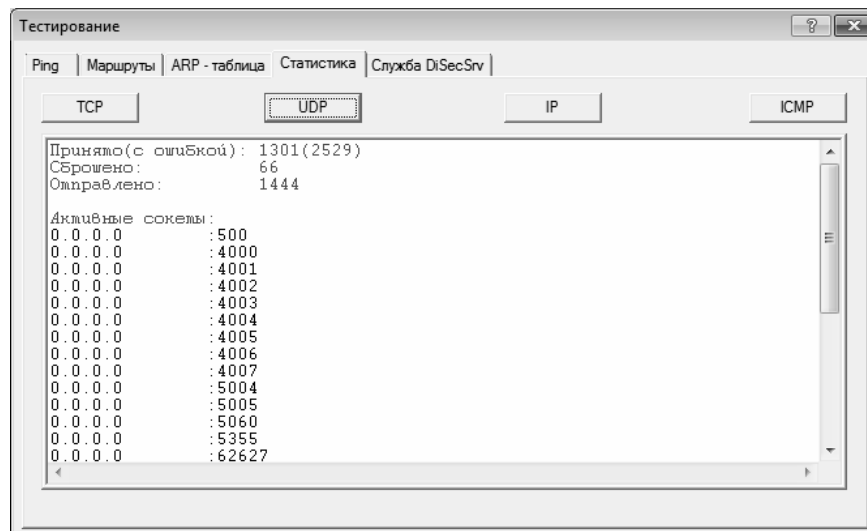 Тестирование
Ping Маршруты ARP - таблица Статистика Служба DiSecSrv
TCP UDP IP ICMP
Принято(с ошибкой): 1301(2529)
Сброшено: 66
Отправлено: 1444
Активные сокеты:
0.0.0.0 :500
0.0.0.0 :4000
0.0.0.0 :4001
0.0.0.0 :4002
0.0.0.0 :4003
0.0.0.0 :4004
0.0.0.0 :4005
0.0.0.0 :4006
0.0.0.0 :4007
0.0.0.0 :5004
0.0.0.0 :5005
0.0.0.0 :5060
0.0.0.0 :5355
0.0.0.0 :62627